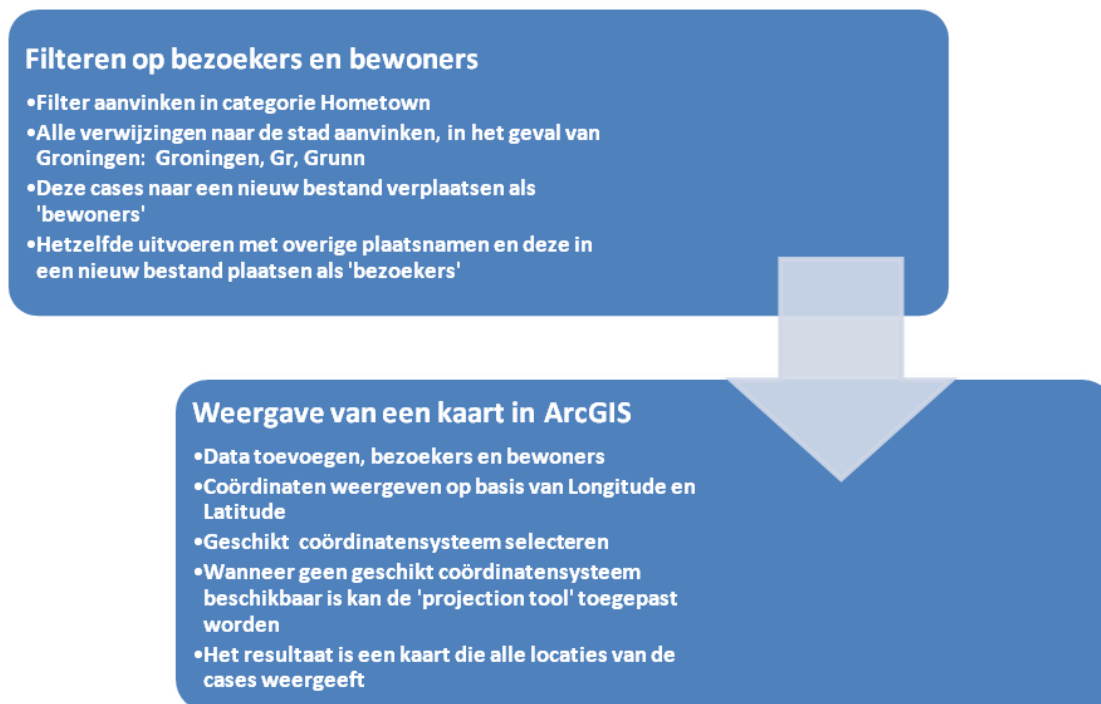 Filteren op bezoekers en bewoners
•Filter aanvinken in categorie Hometown
•Alle verwijzingen naar de stad aanvinken, in het geval van
Groningen:  Groningen, Gr, Grunn
•Deze cases naar een nieuw bestand verplaatsen als
'bewoners'
•Hetzelfde uitvoeren met overige plaatsnamen en deze in
een nieuw bestand plaatsen als 'bezoekers'
Weergave van een kaart in ArcGIS
•Data toevoegen, bezoekers en bewoners
•Coördinaten weergeven op basis van Longitude en
Latitude
•Geschikt  coördinatensysteem selecteren
•Wanneer geen geschikt coördinatensysteem
beschikbaar is kan de 'projection tool' toegepast
worden
•Het resultaat is een kaart die alle locaties van de
cases weergeeft